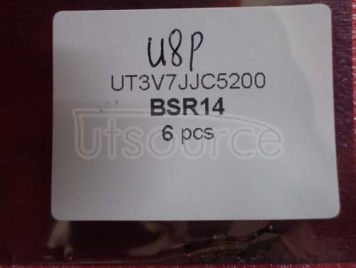 U8P
UT3V7JJC5200
BSR14
6 pcs
utsource